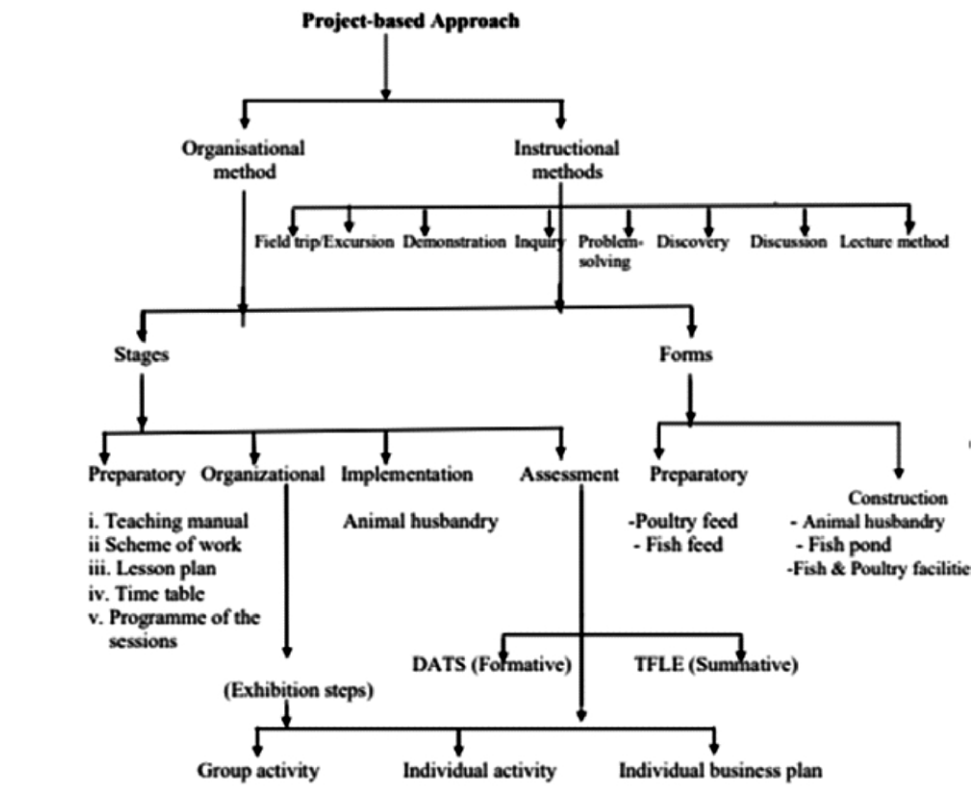 Project-based Approach
Organisational
method
Instructional
methods
Field trip/Excursion Demonstration Inquiry Problem- Discovery Discussion Lecture method
solving
Stages
Forms
Preparatory Organizational Implementation Assessment Preparatory
Construction
i. Teaching manual
ii Scheme of work
iii. Lesson plan
iv. Time table
v. Programme of the
sessions
Animal husbandry
-Poultry feed
- Fish feed
- Animal husbandry
- Fish pond
-Fish & Poultry facilitie
DATS (Formative) TFLE (Summative)
(Exhibition steps)
Group activity Individual activity Individual business plan